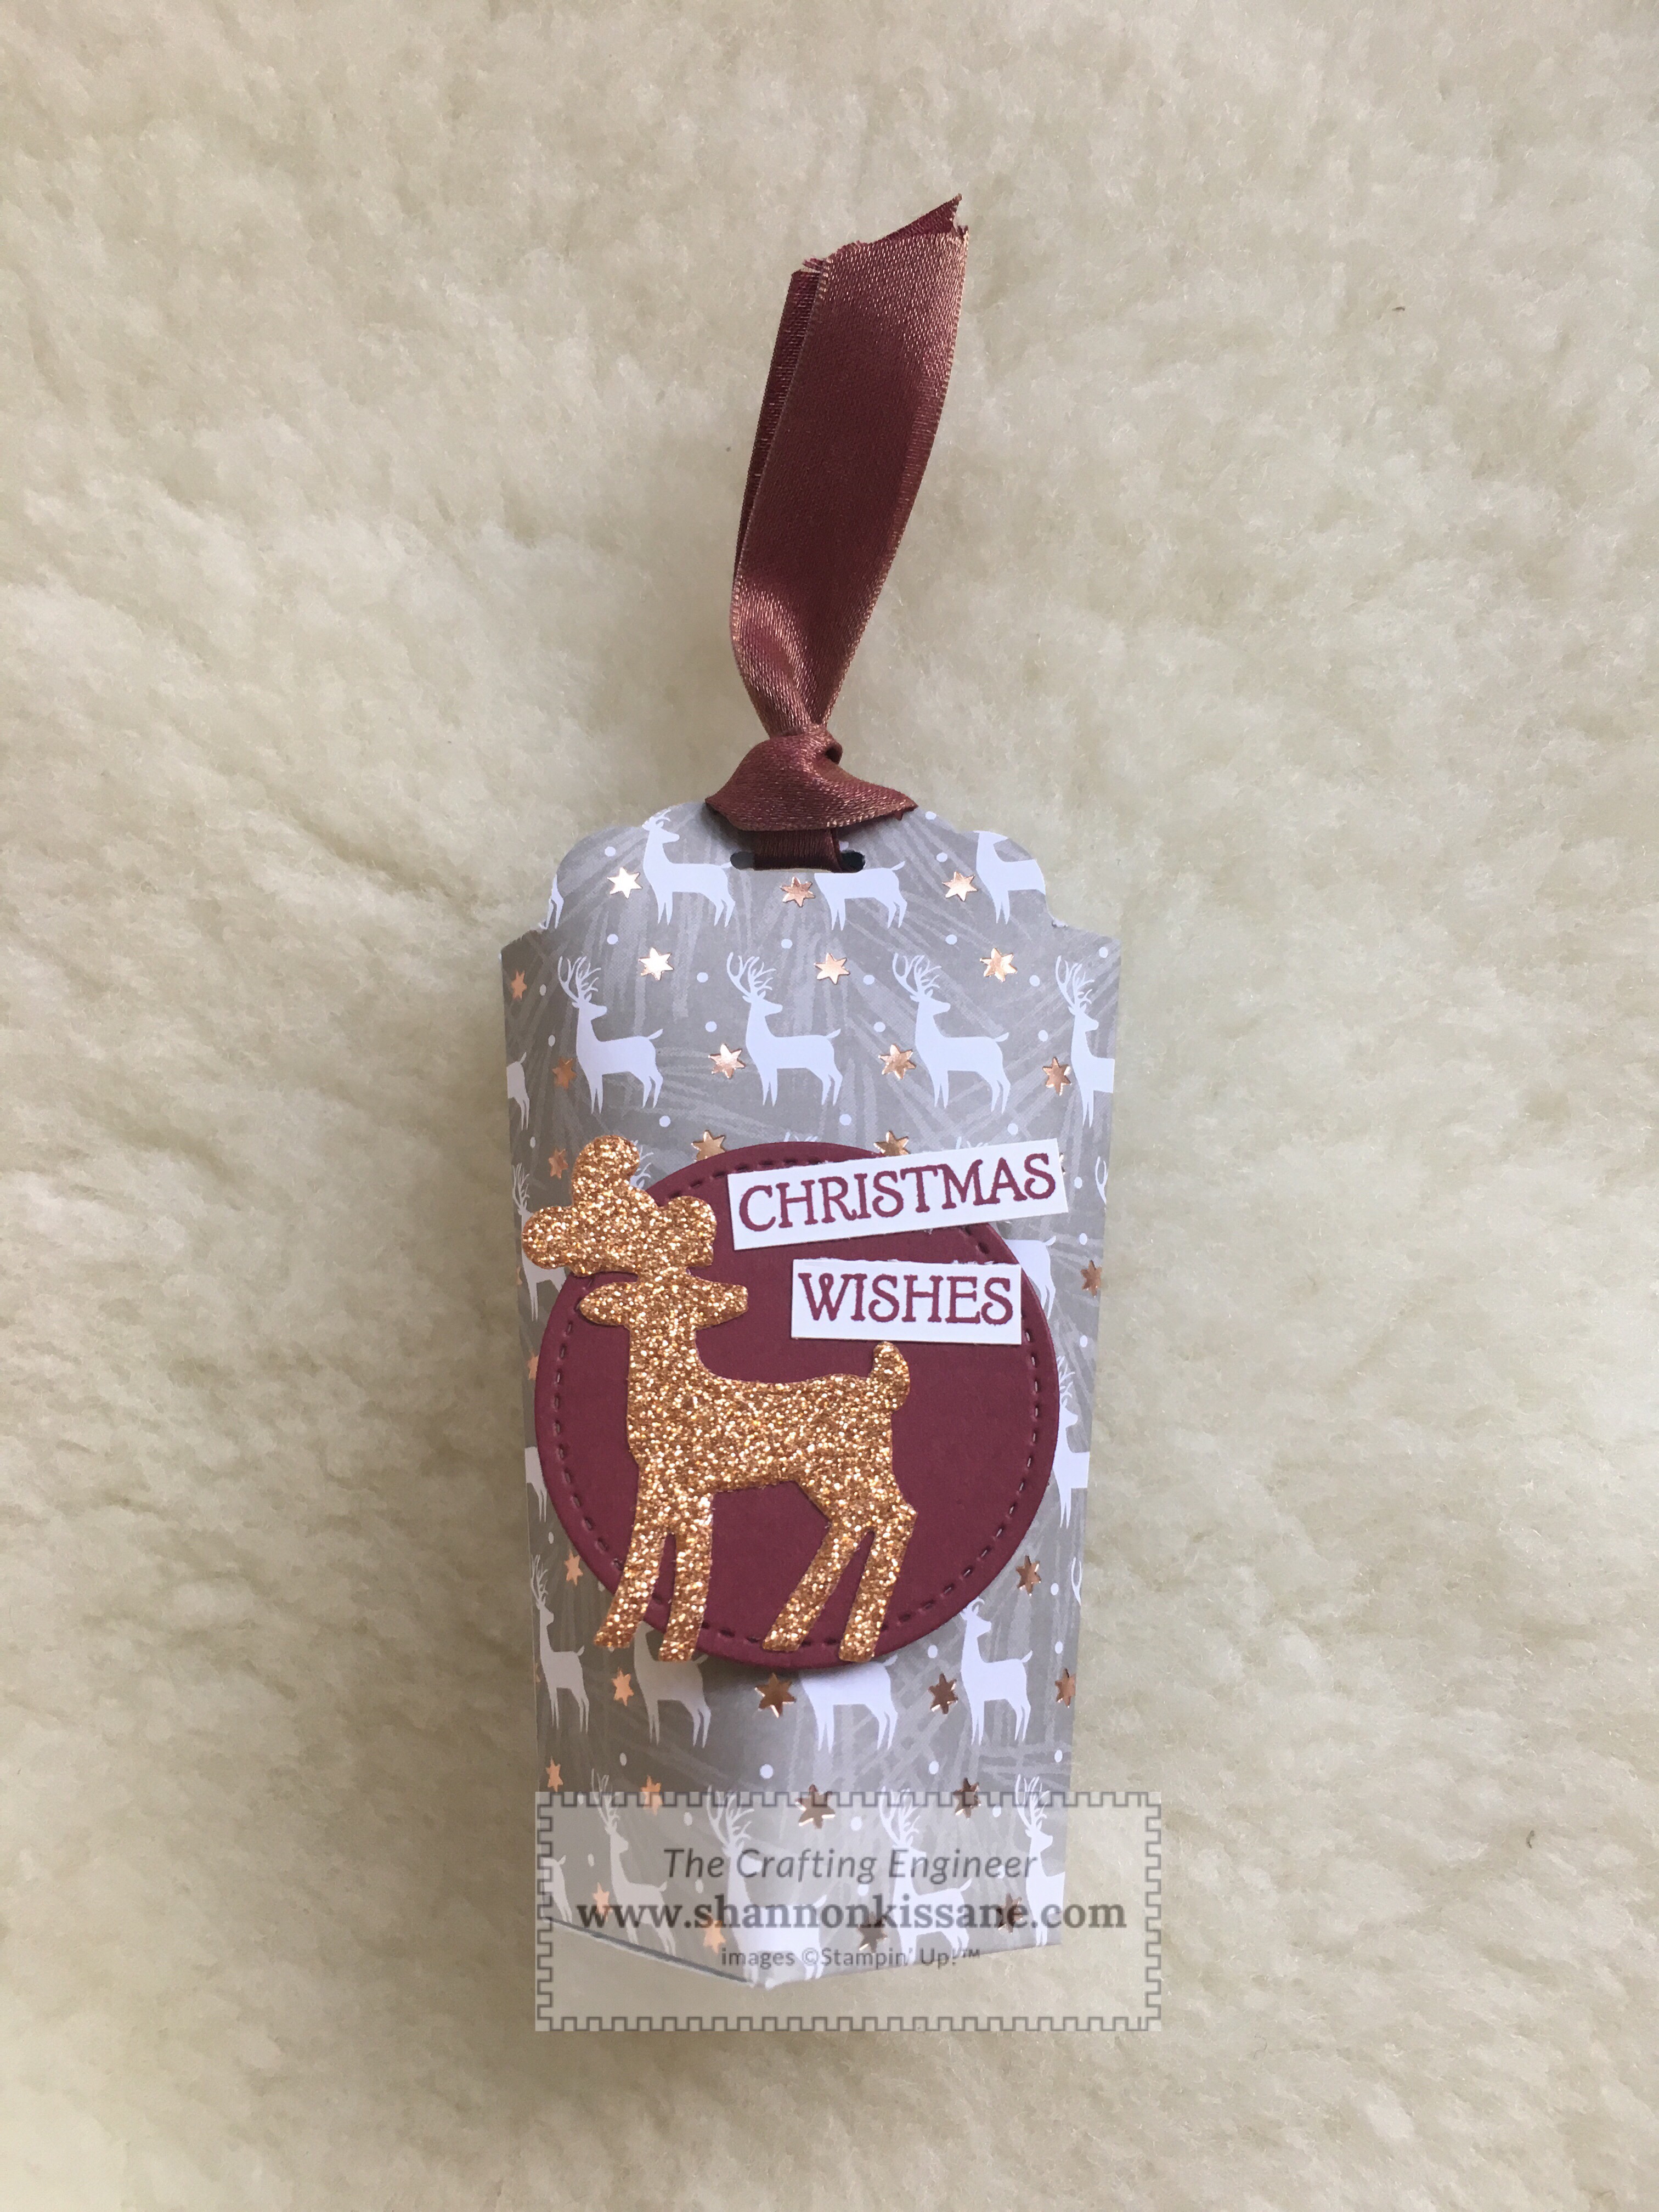 CHRISTMAS
WISHES
The Crafting Engineer
www.shannonkissane.com
images ©Stampin' Up!™